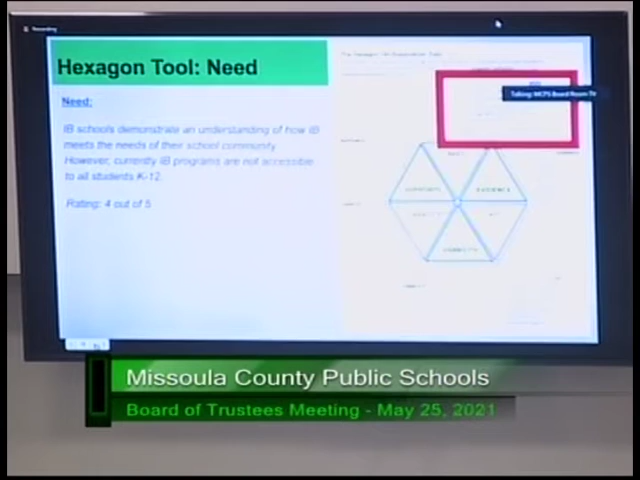 Recording
Hexagon Tool: Need
Need:
IB schools demonstrate an understanding of how IB
meets the needs of their school community.
However, currently IB programs are not accessible
to all students K-12.
Rating: 4 out of 5
Talking: MCPS Board Room TV
EVIDENCE
Missoula County Public Schools
Board of Trustees Meeting - May 25, 2021